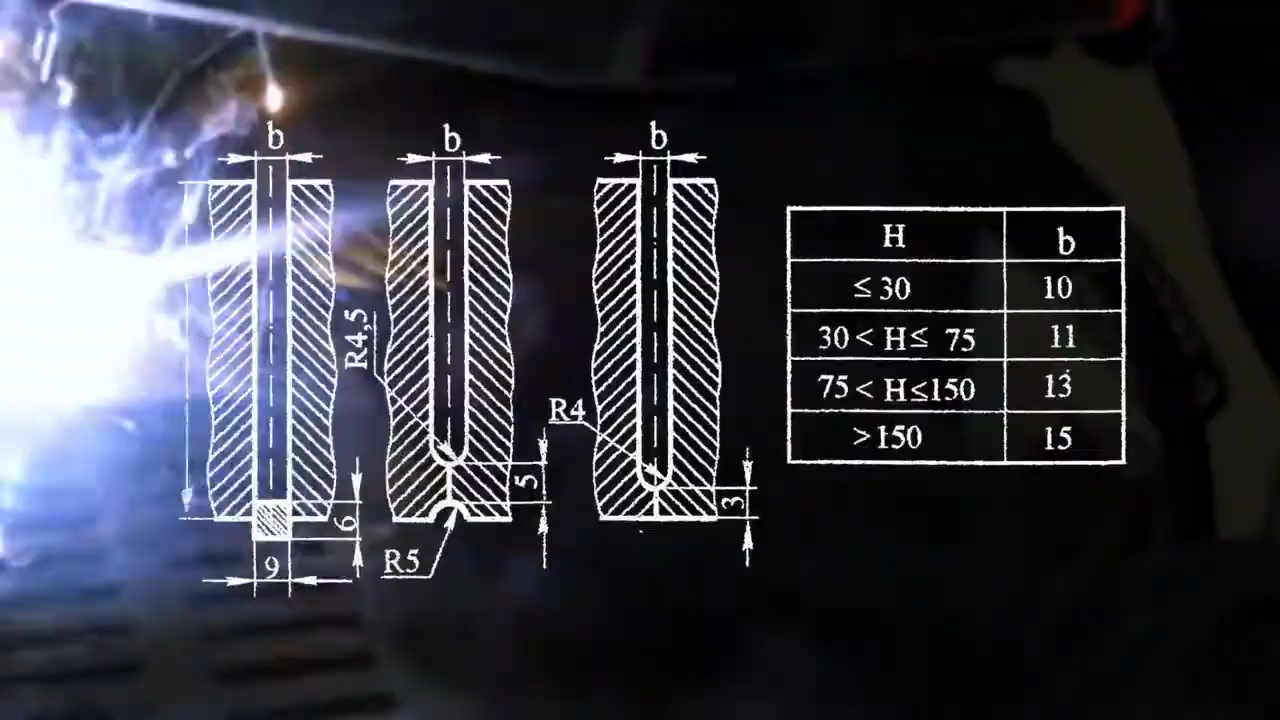 b b b
H b
≤ 30 10
30 < H ≤ 75 11
75 < H ≤ 150 13
> 150 15
R4,5
R4
5
3
6
9
R5